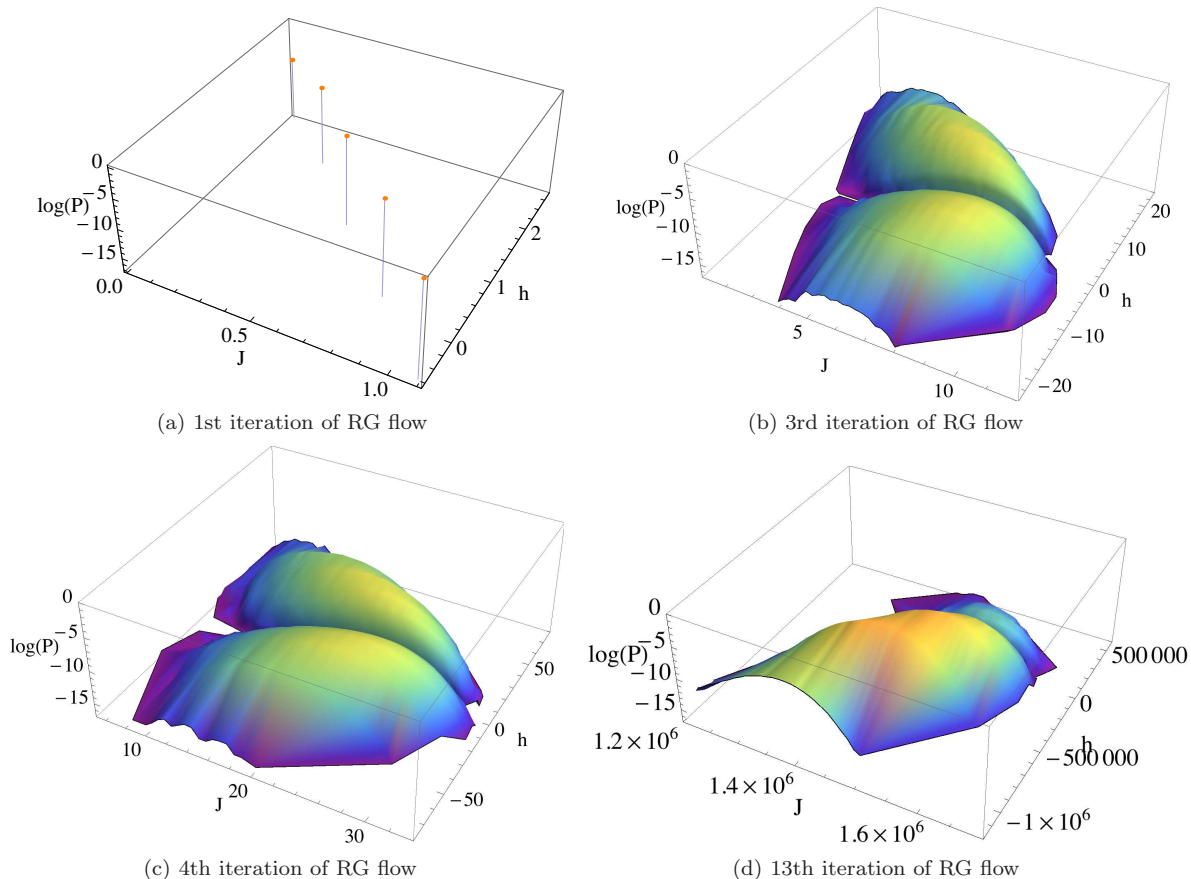 0
−5
log(P)
−10
−15
0.0
0.5
J
1.0
0
1
h
2
(a) 1st iteration of RG flow
0
−5
log(P)
−10
−15
5
J
10
−20
−10
0
h
10
20
(b) 3rd iteration of RG flow
0
−5
log(P)
−10
−15
10
J
20
30
−50
0
h
50
(c) 4th iteration of RG flow
0
−5
log(P)
−10
−15
1.2 × 10⁶
1.4 × 10⁶
J
1.6 × 10⁶
−1 × 10⁶
−500 000
h
0
500 000
(d) 13th iteration of RG flow